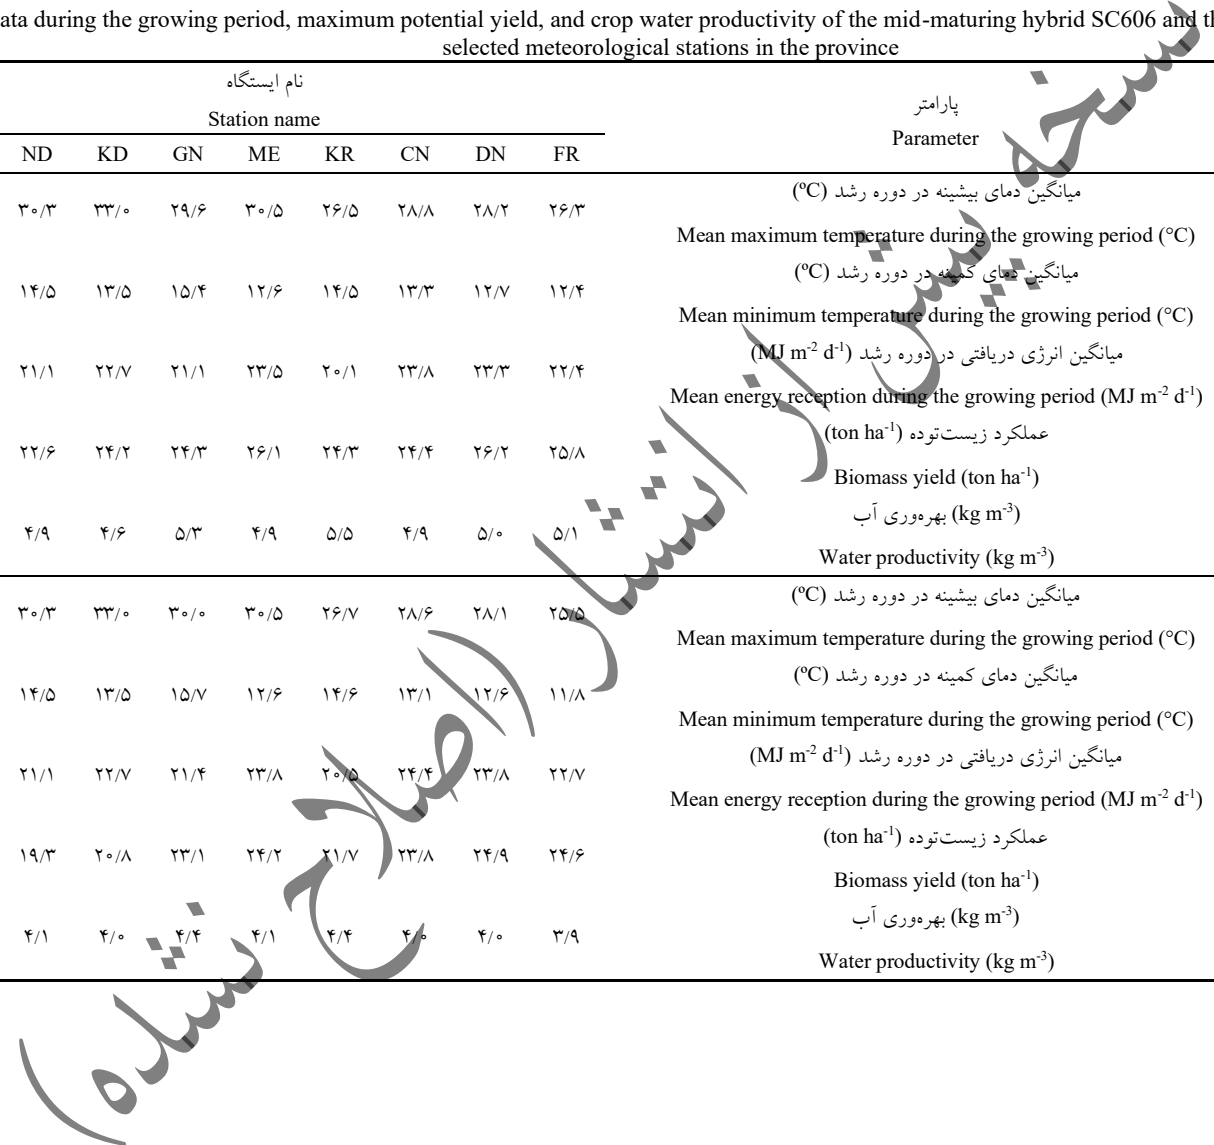 ata during the growing period, maximum potential yield, and crop water productivity of the mid-maturing hybrid SC606 and th
selected meteorological stations in the province
نام ایستگاه
Station name
پارامتر
Parameter
ND KD GN ME KR CN DN FR
میانگین دمای بیشینه در دوره رشد (ºC)
۳۰/۳ ۳۳/۰ ۲۹/۶ ۳۰/۵ ۲۶/۵ ۲۸/۸ ۲۸/۲ ۲۶/۳
Mean maximum temperature during the growing period (°C)
میانگین دمای کمینه در دوره رشد (ºC)
۱۴/۵ ۱۳/۵ ۱۵/۴ ۱۲/۶ ۱۴/۵ ۱۳/۳ ۱۲/۷ ۱۲/۴
Mean minimum temperature during the growing period (°C)
میانگین انرژی دریافتی در دوره رشد (MJ m⁻² d⁻¹)
۲۱/۱ ۲۲/۷ ۲۱/۱ ۲۳/۵ ۲۰/۱ ۲۳/۸ ۲۳/۳ ۲۲/۴
Mean energy reception during the growing period (MJ m⁻² d⁻¹)
عملکرد زیست‌توده (ton ha⁻¹)
۲۲/۶ ۲۴/۲ ۲۴/۳ ۲۶/۱ ۲۴/۳ ۲۴/۴ ۲۶/۲ ۲۵/۸
Biomass yield (ton ha⁻¹)
بهره‌وری آب (kg m⁻³)
۴/۹ ۴/۶ ۵/۳ ۴/۹ ۵/۵ ۴/۹ ۵/۰ ۵/۱
Water productivity (kg m⁻³)
میانگین دمای بیشینه در دوره رشد (ºC)
۳۰/۳ ۳۳/۰ ۳۰/۰ ۳۰/۵ ۲۶/۷ ۲۸/۶ ۲۸/۱ ۲۵/۵
Mean maximum temperature during the growing period (°C)
میانگین دمای کمینه در دوره رشد (ºC)
۱۴/۵ ۱۳/۵ ۱۵/۷ ۱۲/۶ ۱۴/۶ ۱۳/۱ ۱۲/۶ ۱۱/۸
Mean minimum temperature during the growing period (°C)
میانگین انرژی دریافتی در دوره رشد (MJ m⁻² d⁻¹)
۲۱/۱ ۲۲/۷ ۲۱/۴ ۲۳/۸ ۲۰/۵ ۲۴/۴ ۲۳/۸ ۲۲/۷
Mean energy reception during the growing period (MJ m⁻² d⁻¹)
عملکرد زیست‌توده (ton ha⁻¹)
۱۹/۳ ۲۰/۸ ۲۳/۱ ۲۴/۲ ۲۱/۷ ۲۳/۸ ۲۴/۹ ۲۴/۶
Biomass yield (ton ha⁻¹)
بهره‌وری آب (kg m⁻³)
۴/۱ ۴/۰ ۴/۴ ۴/۱ ۴/۴ ۴/۰ ۴/۰ ۳/۹
Water productivity (kg m⁻³)
نسخه پیش از انتشار (اصلاح نشده)